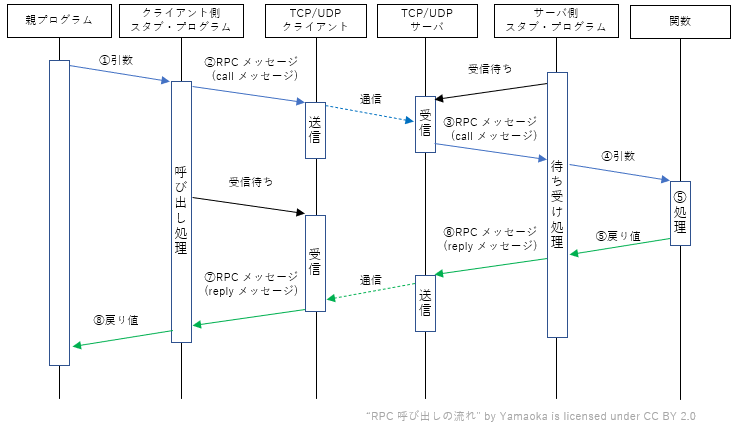 親プログラム
クライアント側
スタブ・プログラム
TCP/UDP
クライアント
TCP/UDP
サーバ
サーバ側
スタブ・プログラム
関数
①引数
②RPC メッセージ
(call メッセージ)
通信
受信待ち
送信
受信
③RPC メッセージ
(call メッセージ)
④引数
呼び出し処理
待ち受け処理
⑤処理
受信待ち
⑥RPC メッセージ
(reply メッセージ)
⑤戻り値
受信
⑦RPC メッセージ
(reply メッセージ)
通信
送信
⑧戻り値
“RPC 呼び出しの流れ” by Yamaoka is licensed under CC BY 2.0